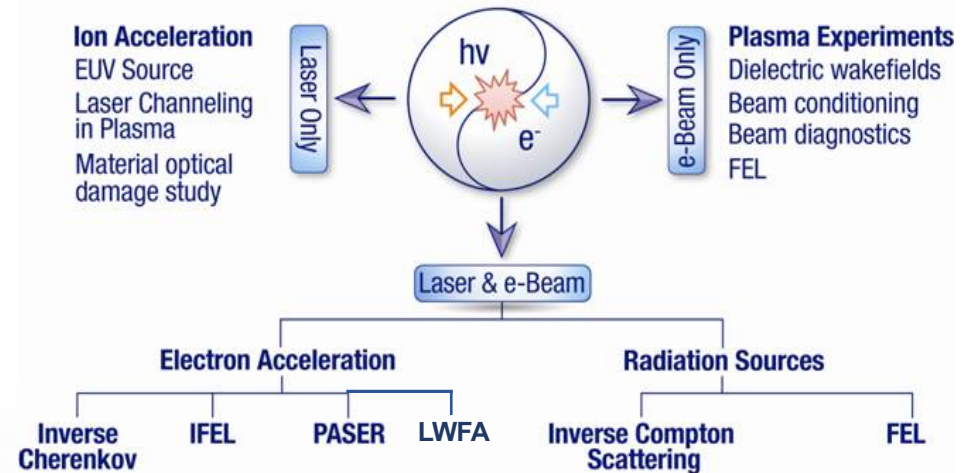 Ion Acceleration
EUV Source
Laser Channeling
in Plasma
Material optical
damage study
Laser Only
hν
e-
e-Beam Only
Plasma Experiments
Dielectric wakefields
Beam conditioning
Beam diagnostics
FEL
Laser & e-Beam
Electron Acceleration
Radiation Sources
Inverse
Cherenkov
IFEL
PASER
LWFA
Inverse Compton
Scattering
FEL